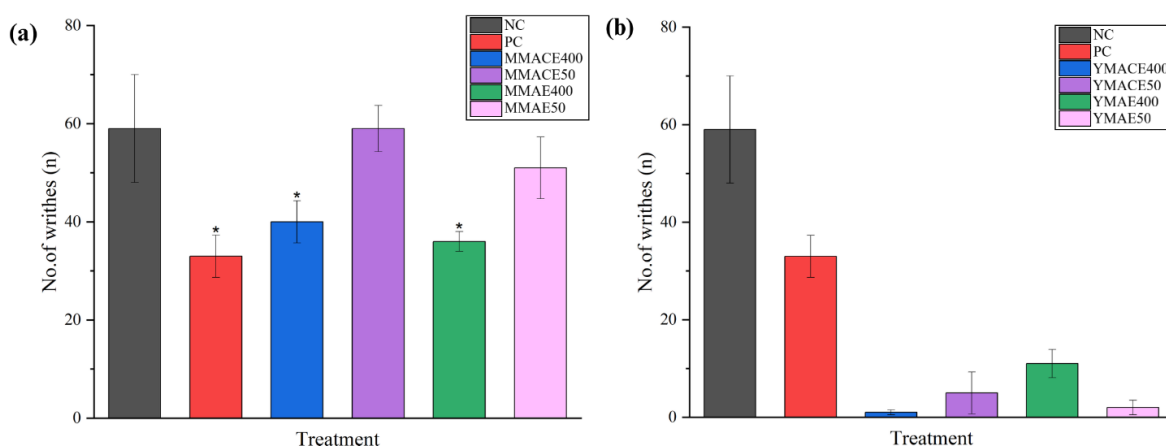 (a)
No.of writhes (n)
80
60
40
20
0
*
*
*
NC
PC
MMACE400
MMACE50
MMAE400
MMAE50
Treatment
(b)
No.of writhes (n)
80
60
40
20
0
NC
PC
YMACE400
YMACE50
YMAE400
YMAE50
Treatment